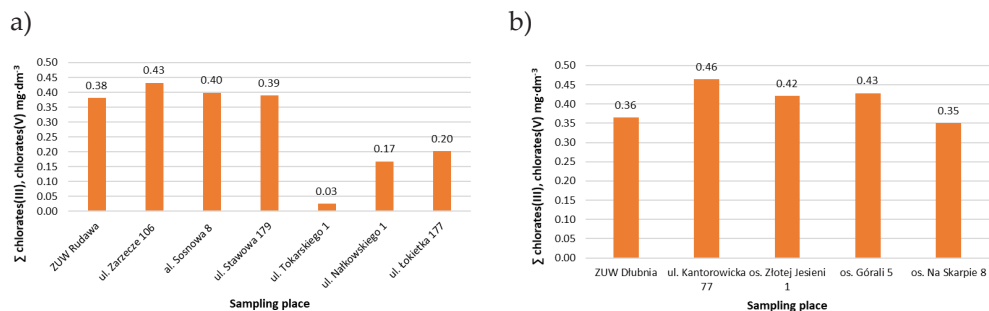 a)
∑ chlorates(III), chlorates(V) mg·dm⁻³
0.50
0.45
0.40
0.35
0.30
0.25
0.20
0.15
0.10
0.05
0.00
0.38
0.43
0.40
0.39
0.03
0.17
0.20
ZUW Rudawa
ul. Zarzecze 106
al. Sosnowa 8
ul. Stawowa 179
ul. Tokarskiego 1
ul. Nałkowskiego 1
ul. Łokietka 177
Sampling place
b)
∑ chlorates(III), chlorates(V) mg·dm⁻³
0.50
0.45
0.40
0.35
0.30
0.25
0.20
0.15
0.10
0.05
0.00
0.36
0.46
0.42
0.43
0.35
ZUW Dłubnia
ul. Kantorowicka
77
os. Złotej Jesieni
1
os. Górali 5
os. Na Skarpie 8
Sampling place